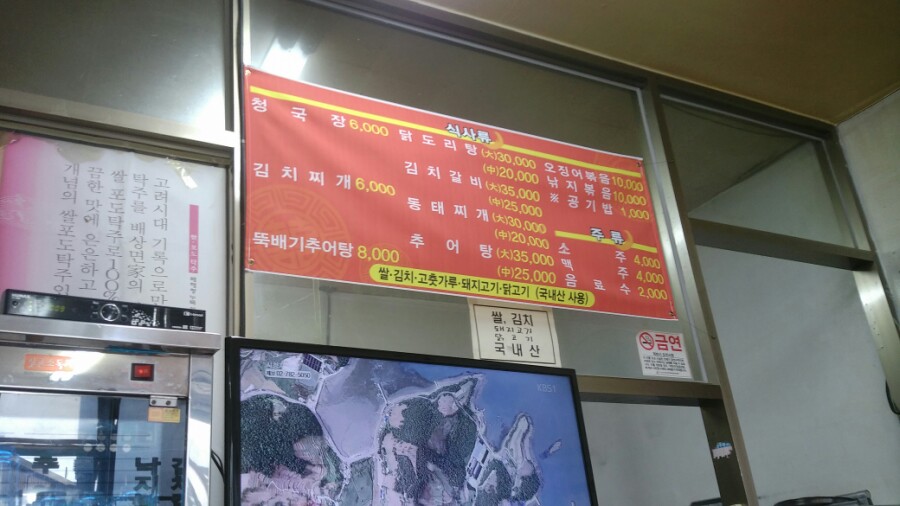 식사류
청국장 6,000
김치찌개 6,000
뚝배기추어탕 8,000
닭도리탕 (大)30,000
(中)20,000
김치갈비 (大)35,000
(中)25,000
동태찌개 (大)30,000
(中)20,000
추어탕 (大)35,000
(中)25,000
오징어볶음 10,000
낚지볶음 10,000
※공기밥 1,000
주류
소주 4,000
맥주 4,000
음료수 2,000
쌀·김치·고춧가루·돼지고기·닭고기 (국내산 사용)
쌀, 김치
돼지고기
닭고기
국내산
금연
고려시대 기록으로만
탁주를 배상면家의
쌀포도탁주로 100%
끔한 맛에 은은하고
개념의 쌀포도탁주인
KBS1